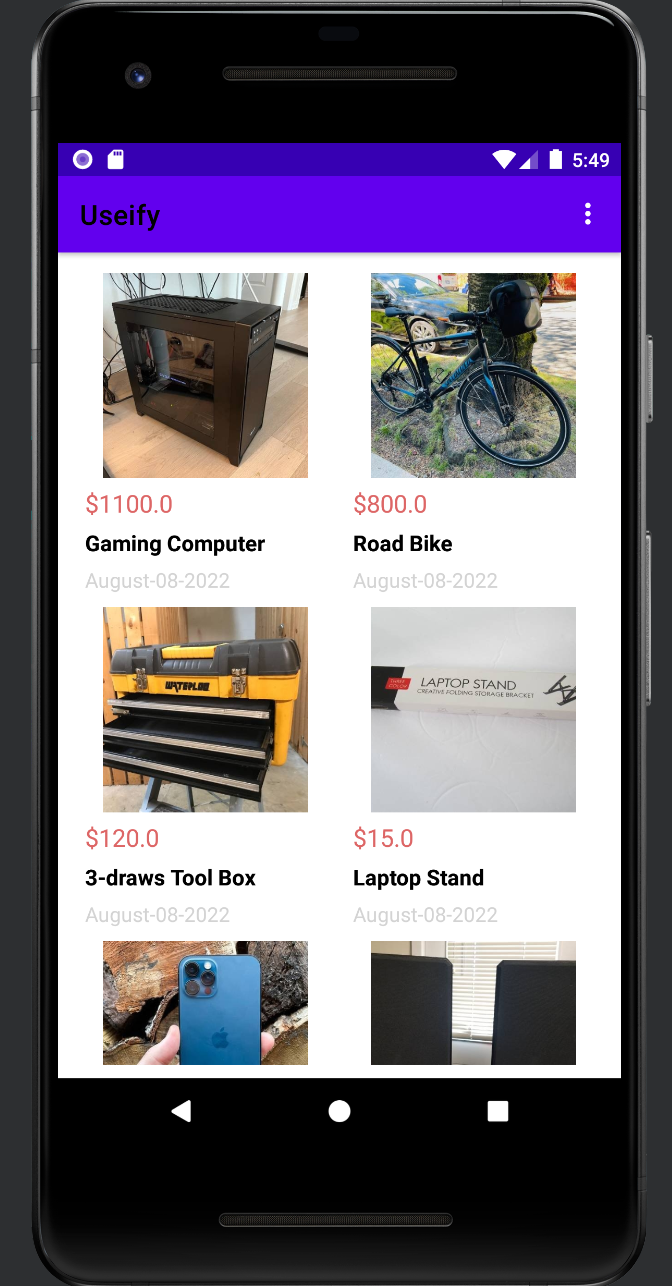 5:49
Useify
$1100.0
Gaming Computer
August-08-2022
$800.0
Road Bike
August-08-2022
WATERLOO
LAPTOP STAND
CREATIVE FOLDING STORAGE BRACKET
$120.0
3-draws Tool Box
August-08-2022
$15.0
Laptop Stand
August-08-2022